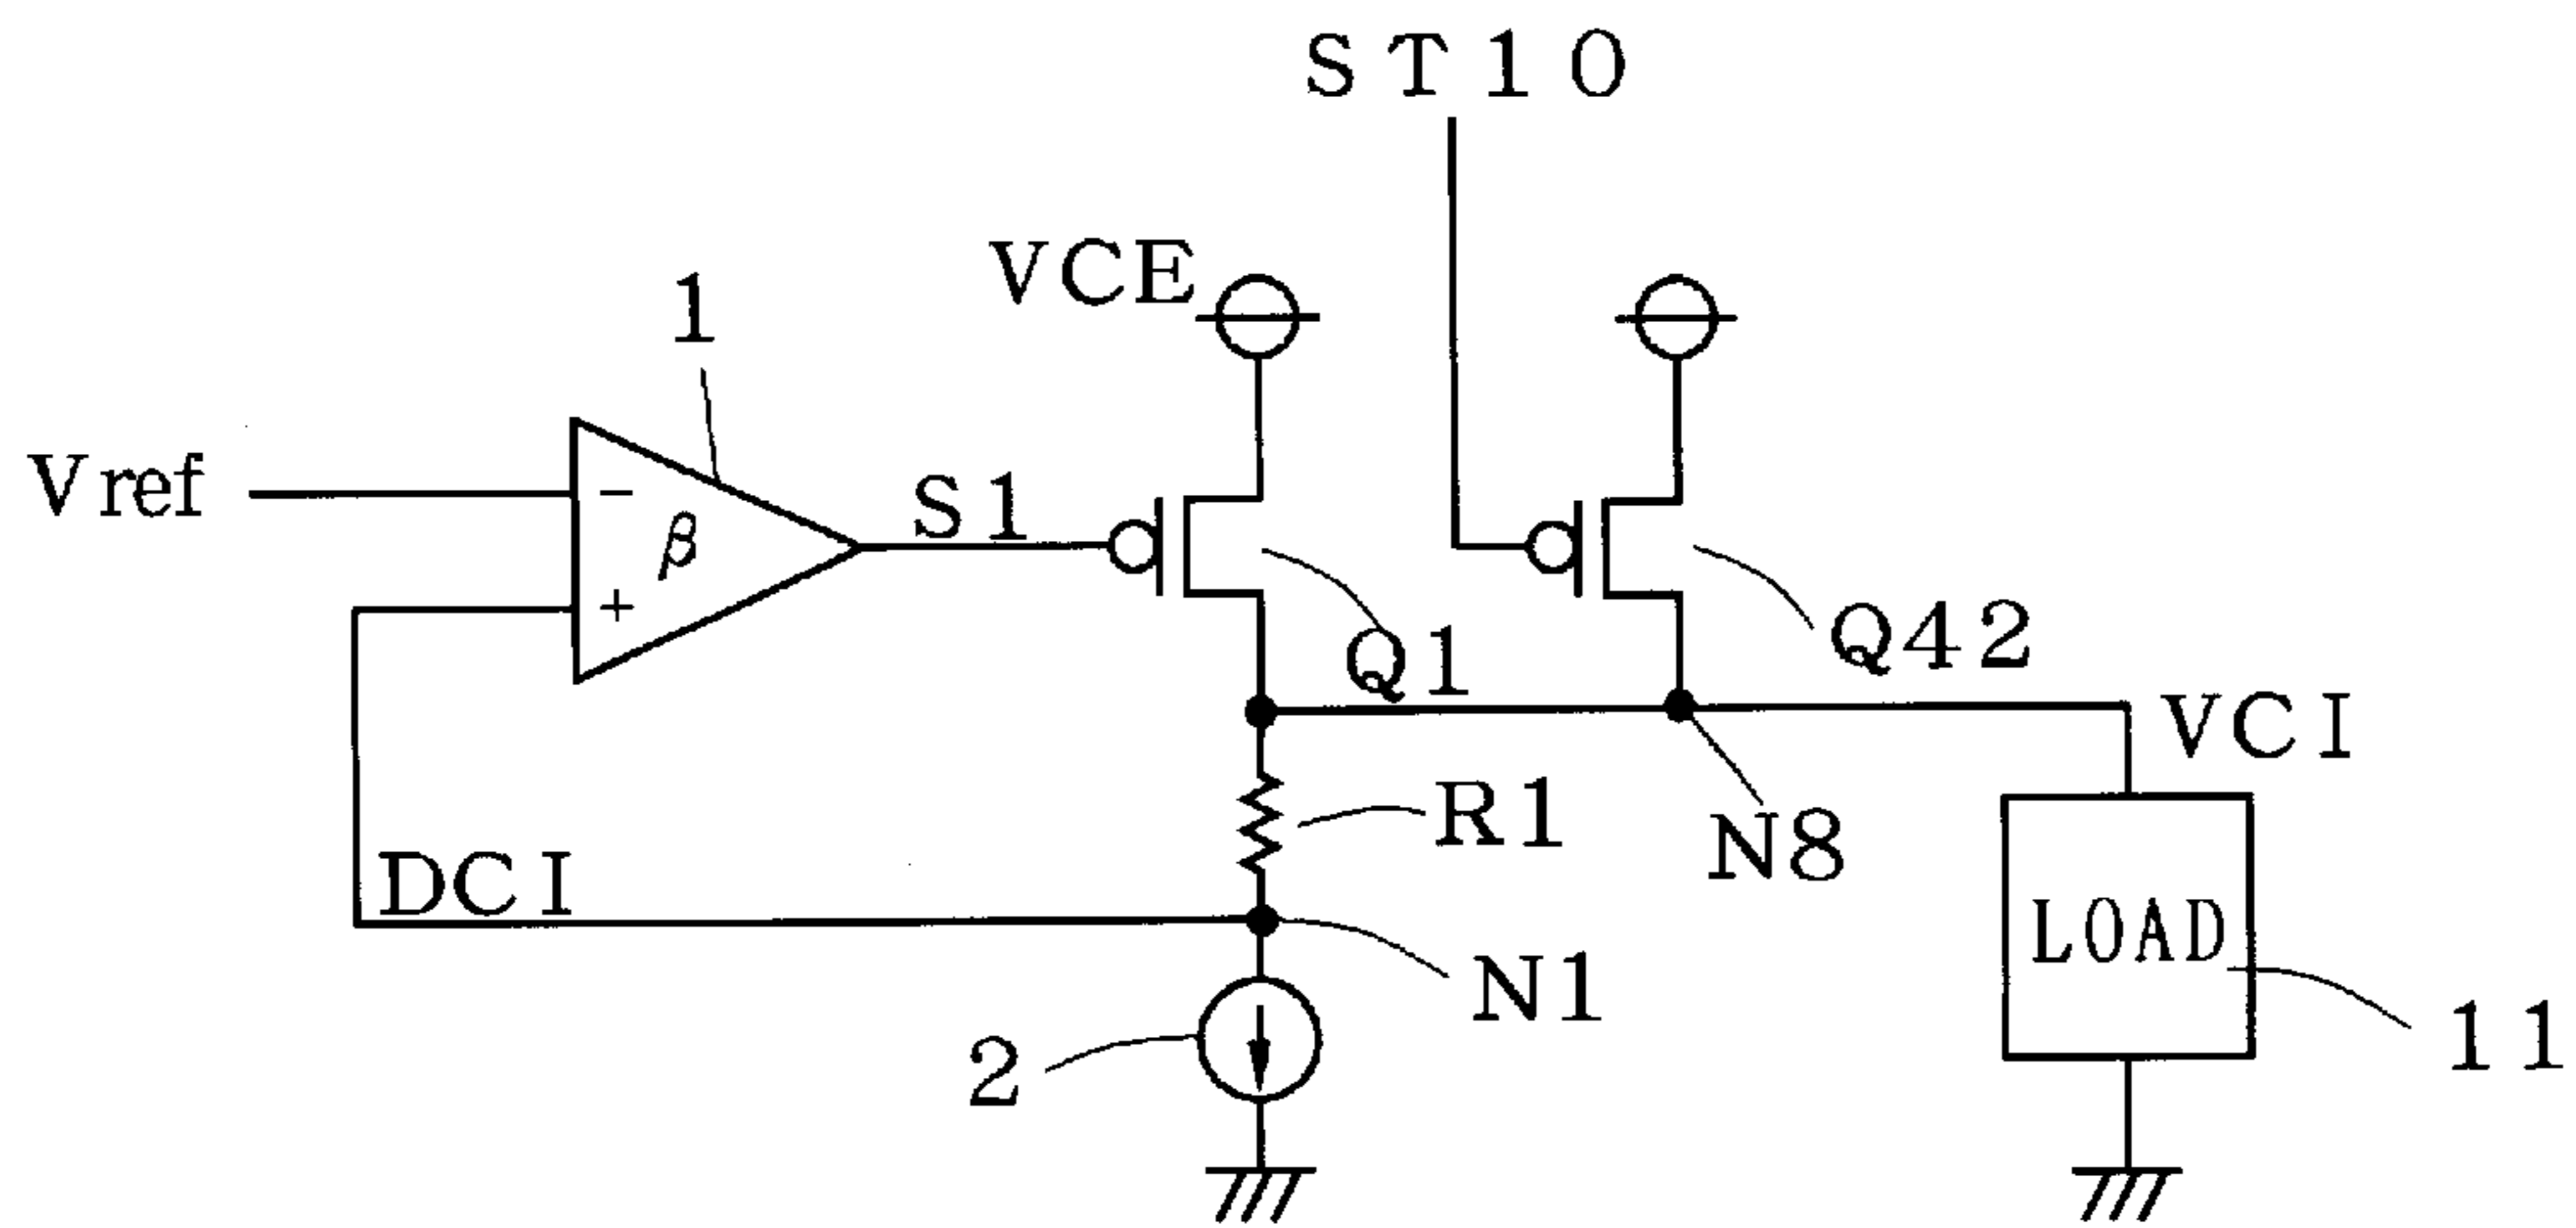 ST10
VCE
1
Vref
−
β
S1
+
Q1
Q42
VCI
R1
N8
DCI
LOAD
N1
2
11